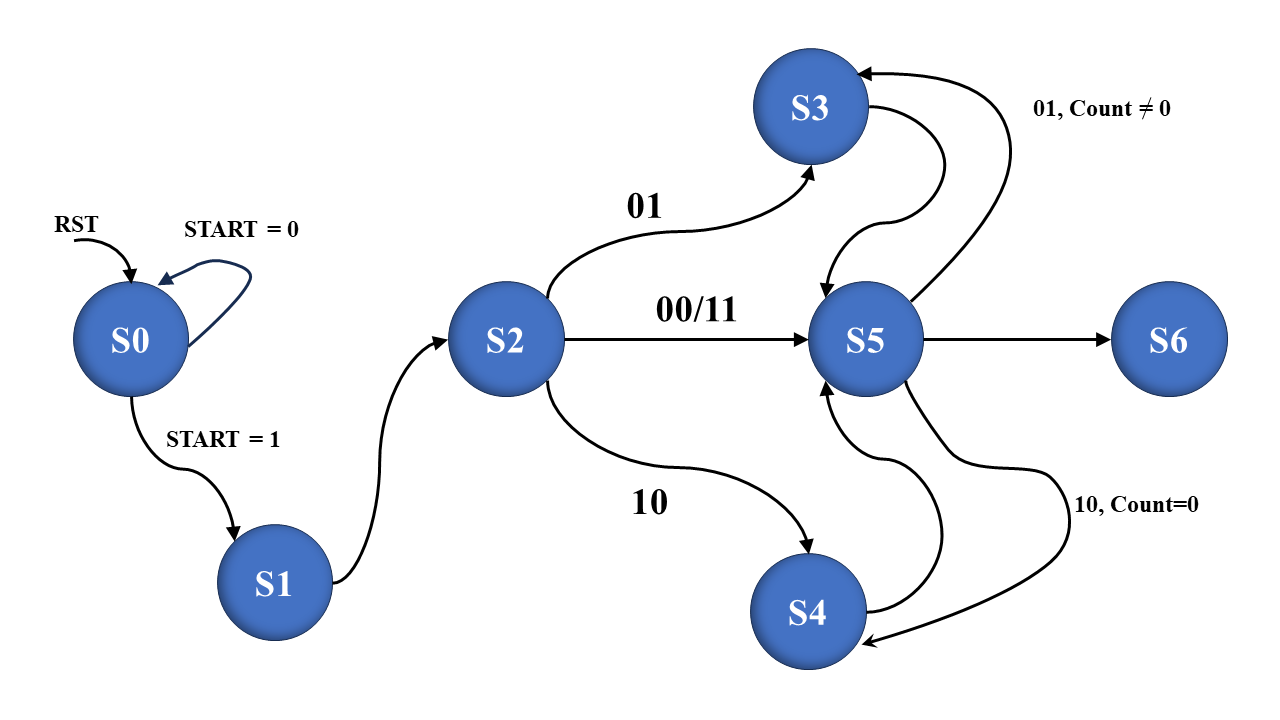 S3
01, Count ≠ 0
01
RST
START = 0
00/11
S0
S2
S5
S6
START = 1
10
10, Count=0
S1
S4